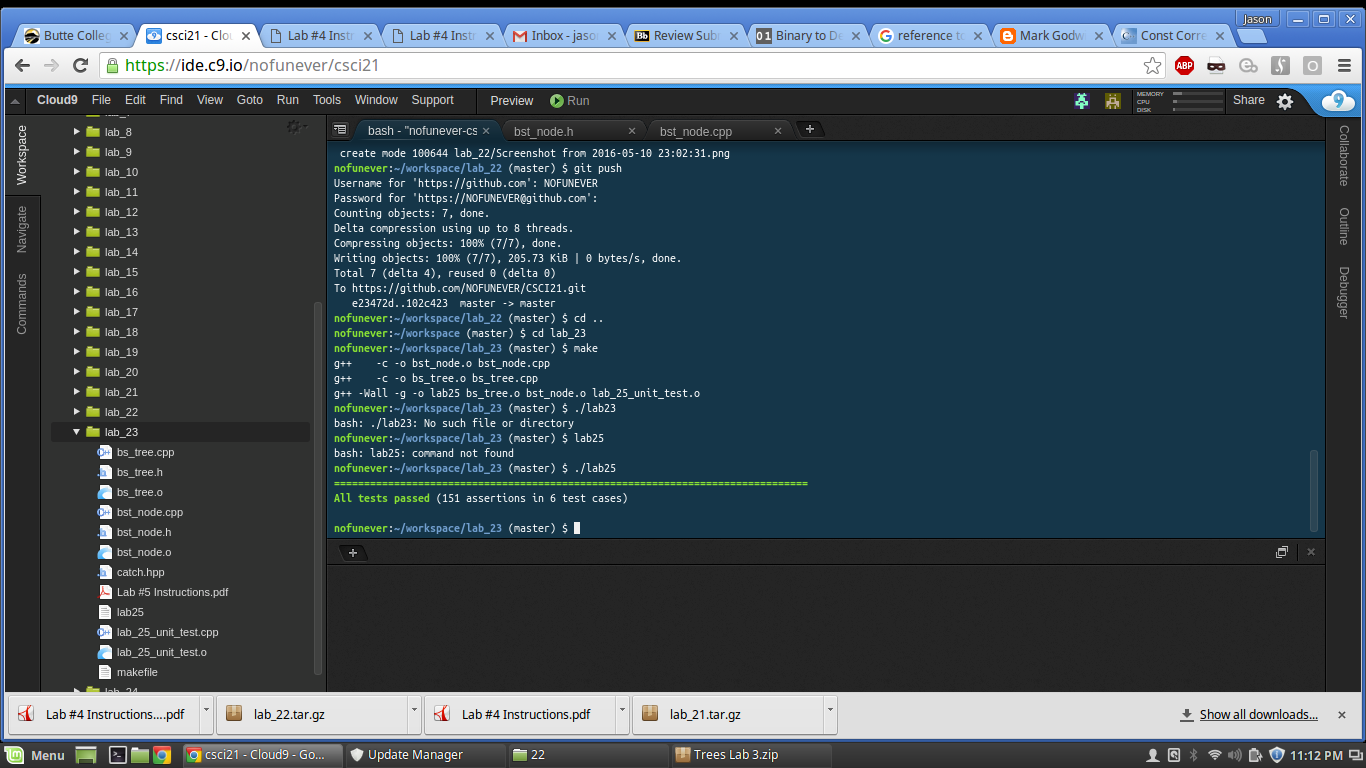 Jason
Butte Colleg
csci21 - Clou
Lab #4 Instr
Lab #4 Instr
Inbox - jaso
Review Sub
Binary to De
reference to
Mark Godw
Const Corre
https://ide.c9.io/nofunever/csci21
Cloud9 File Edit Find View Goto Run Tools Window Support Preview Run
MEMORY
CPU
DISK
Share
Workspace
Navigate
Commands
lab_8
lab_9
lab_10
lab_11
lab_12
lab_13
lab_14
lab_15
lab_16
lab_17
lab_18
lab_19
lab_20
lab_21
lab_22
lab_23
bs_tree.cpp
bs_tree.h
bs_tree.o
bst_node.cpp
bst_node.h
bst_node.o
catch.hpp
Lab #5 Instructions.pdf
lab25
lab_25_unit_test.cpp
lab_25_unit_test.o
makefile
lab_24
bash - "nofunever-cs
bst_node.h
bst_node.cpp
create mode 100644 lab_22/Screenshot from 2016-05-10 23:02:31.png
nofunever:~/workspace/lab_22 (master) $ git push
Username for 'https://github.com': NOFUNEVER
Password for 'https://NOFUNEVER@github.com':
Counting objects: 7, done.
Delta compression using up to 8 threads.
Compressing objects: 100% (7/7), done.
Writing objects: 100% (7/7), 205.73 KiB | 0 bytes/s, done.
Total 7 (delta 4), reused 0 (delta 0)
To https://github.com/NOFUNEVER/CSCI21.git
e23472d..102c423 master -> master
nofunever:~/workspace/lab_22 (master) $ cd ..
nofunever:~/workspace (master) $ cd lab_23
nofunever:~/workspace/lab_23 (master) $ make
g++ -c -o bst_node.o bst_node.cpp
g++ -c -o bs_tree.o bs_tree.cpp
g++ -Wall -g -o lab25 bs_tree.o bst_node.o lab_25_unit_test.o
nofunever:~/workspace/lab_23 (master) $ ./lab23
bash: ./lab23: No such file or directory
nofunever:~/workspace/lab_23 (master) $ lab25
bash: lab25: command not found
nofunever:~/workspace/lab_23 (master) $ ./lab25
===============================================================================
All tests passed (151 assertions in 6 test cases)
nofunever:~/workspace/lab_23 (master) $
Collaborate
Outline
Debugger
Lab #4 Instructions....pdf
lab_22.tar.gz
Lab #4 Instructions.pdf
lab_21.tar.gz
Show all downloads...
Menu
csci21 - Cloud9 - Go...
Update Manager
22
Trees Lab 3.zip
11:12 PM